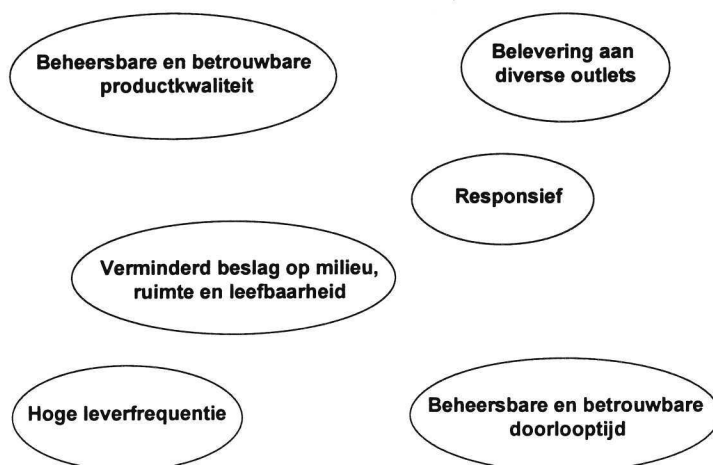 Beheersbare en betrouwbare
productkwaliteit
Belevering aan
diverse outlets
Responsief
Verminderd beslag op milieu,
ruimte en leefbaarheid
Hoge leverfrequentie
Beheersbare en betrouwbare
doorlooptijd